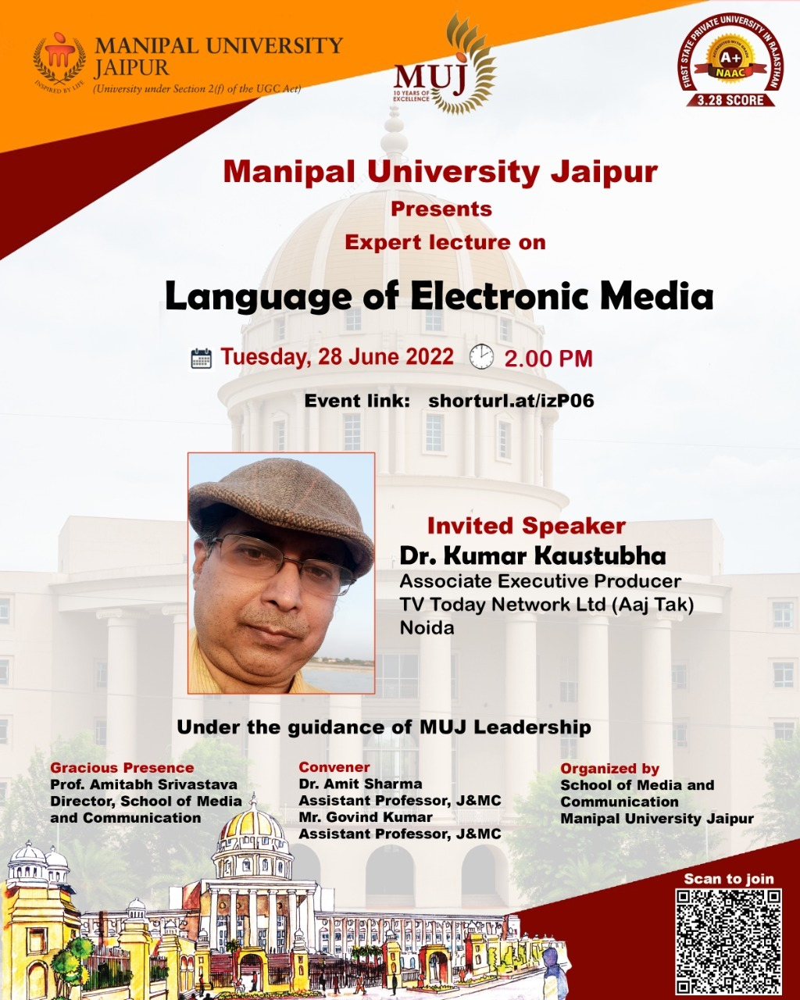 MANIPAL UNIVERSITY
JAIPUR
(University under Section 2(f) of the UGC Act)
INSPIRED BY LIFE
MUJ
10 YEARS OF
EXCELLENCE
FIRST STATE PRIVATE UNIVERSITY IN RAJASTHAN
ACCREDITED WITH GRADE
A+
NAAC
3.28 SCORE
Manipal University Jaipur
Presents
Expert lecture on
Language of Electronic Media
Tuesday, 28 June 2022 2.00 PM
Event link: shorturl.at/izP06
Invited Speaker
Dr. Kumar Kaustubha
Associate Executive Producer
TV Today Network Ltd (Aaj Tak)
Noida
Under the guidance of MUJ Leadership
Gracious Presence
Prof. Amitabh Srivastava
Director, School of Media
and Communication
Convener
Dr. Amit Sharma
Assistant Professor, J&MC
Mr. Govind Kumar
Assistant Professor, J&MC
Organized by
School of Media and
Communication
Manipal University Jaipur
Scan to join